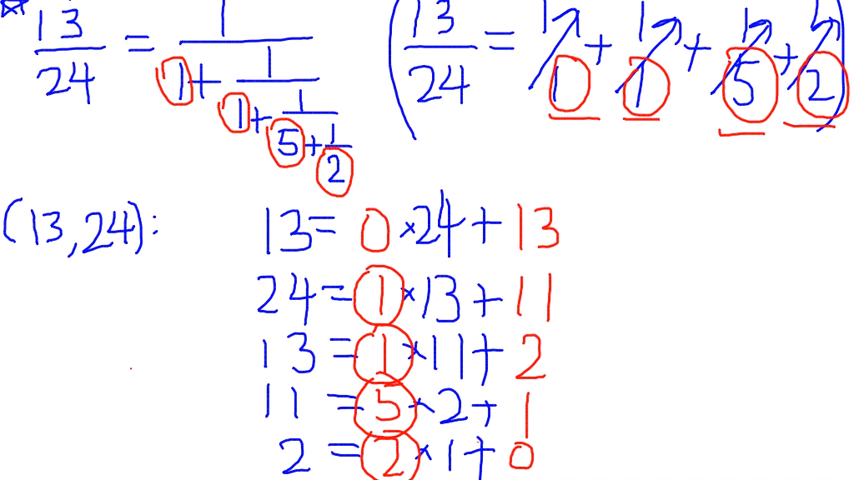 13/24 = 1/(1+1/(1+1/(5+1/2))) (13/24 = 1/1 + 1/1 + 1/5 + 1/2)
(13,24): 13 = 0×24+13
24 = 1×13+11
13 = 1×11+2
11 = 5×2+1
2 = 2×1+0